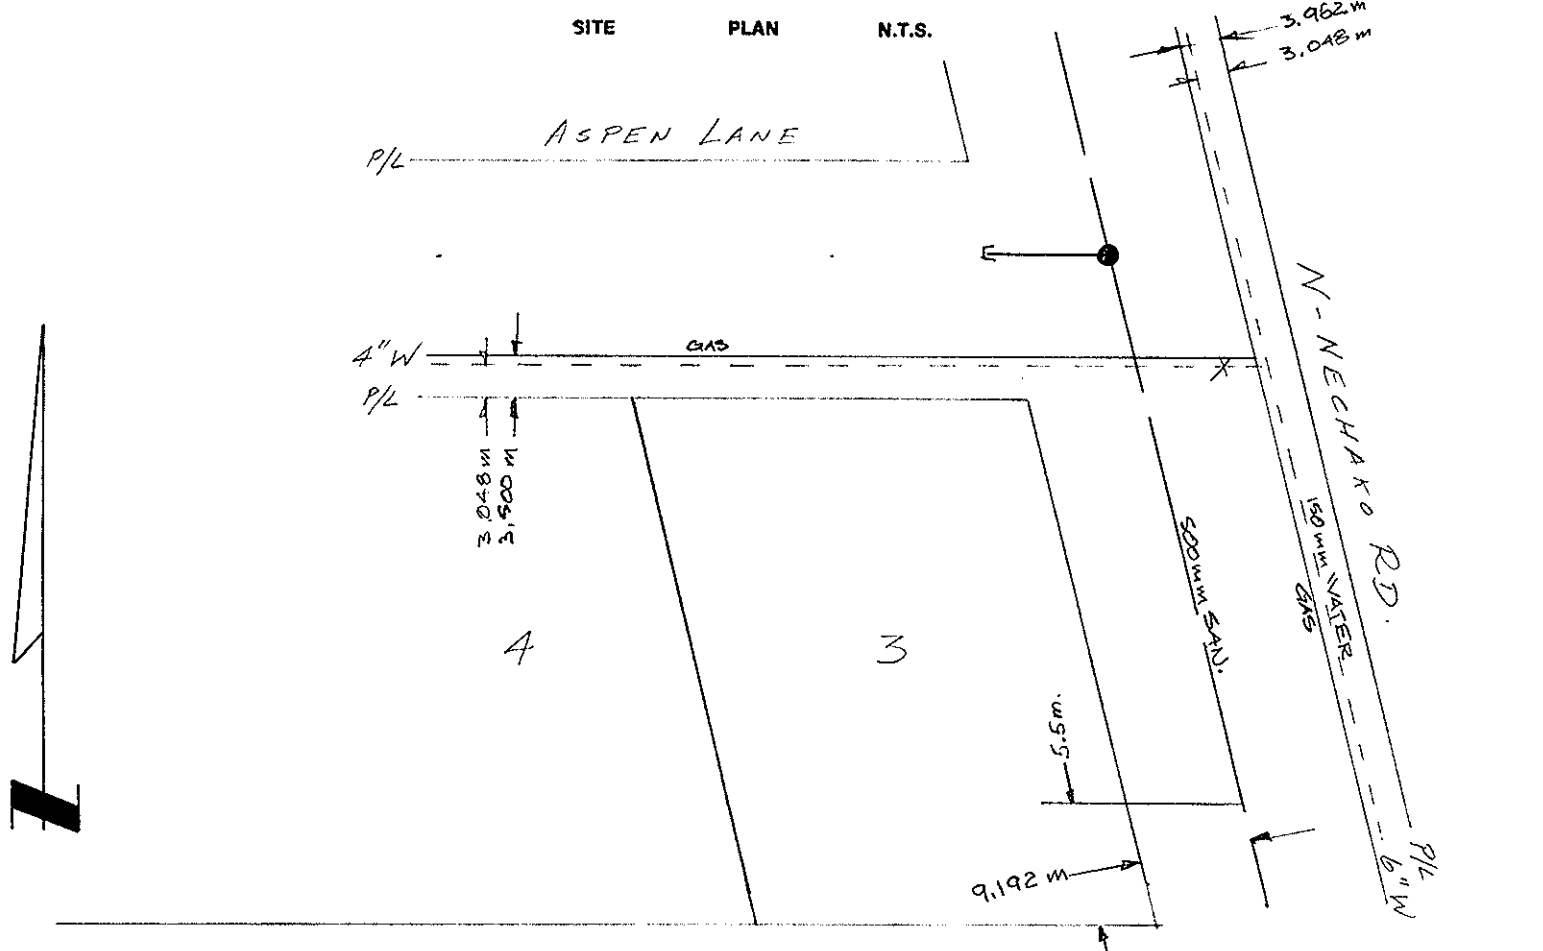 SITE PLAN N.T.S.
3.962 m
3.048 m
ASPEN LANE
P/L
N-NECHAKO RD.
4" W
GAS
P/L
3.048 m
3.500 m
150mm WATER
GAS
500mm SAN.
4
3
5.5m.
9.192 m
P/L
6" W